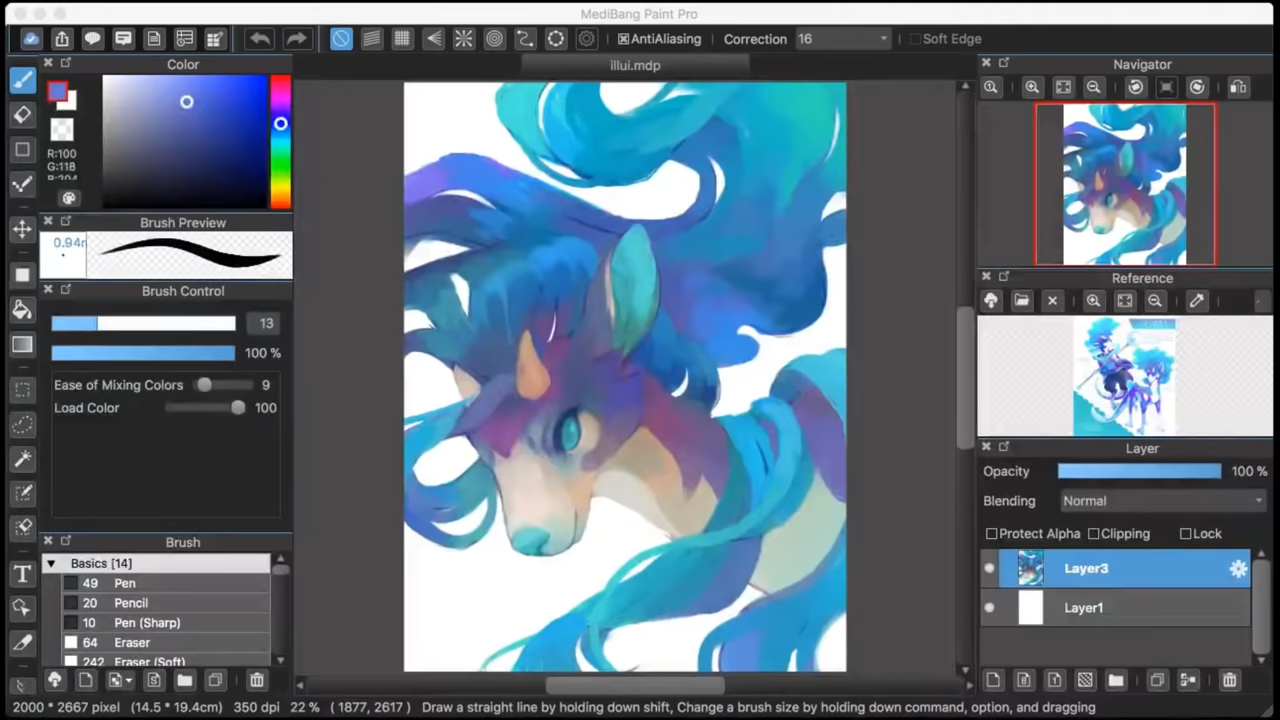 MediBang Paint Pro
AntiAliasing
Correction
16
Soft Edge
illui.mdp
Color
R:100
G:118
Brush Preview
Brush Control
13
100 %
Ease of Mixing Colors
9
Load Color
100
Brush
Basics [14]
49 Pen
20 Pencil
10 Pen (Sharp)
64 Eraser
242 Eraser (Soft)
Navigator
Reference
Layer
Opacity
100 %
Blending
Normal
Protect Alpha
Clipping
Lock
Layer3
Layer1
2000 * 2667 pixel (14.5 * 19.4cm) 350 dpi 22 % ( 1877, 2617 ) Draw a straight line by holding down shift, Change a brush size by holding down command, option, and dragging